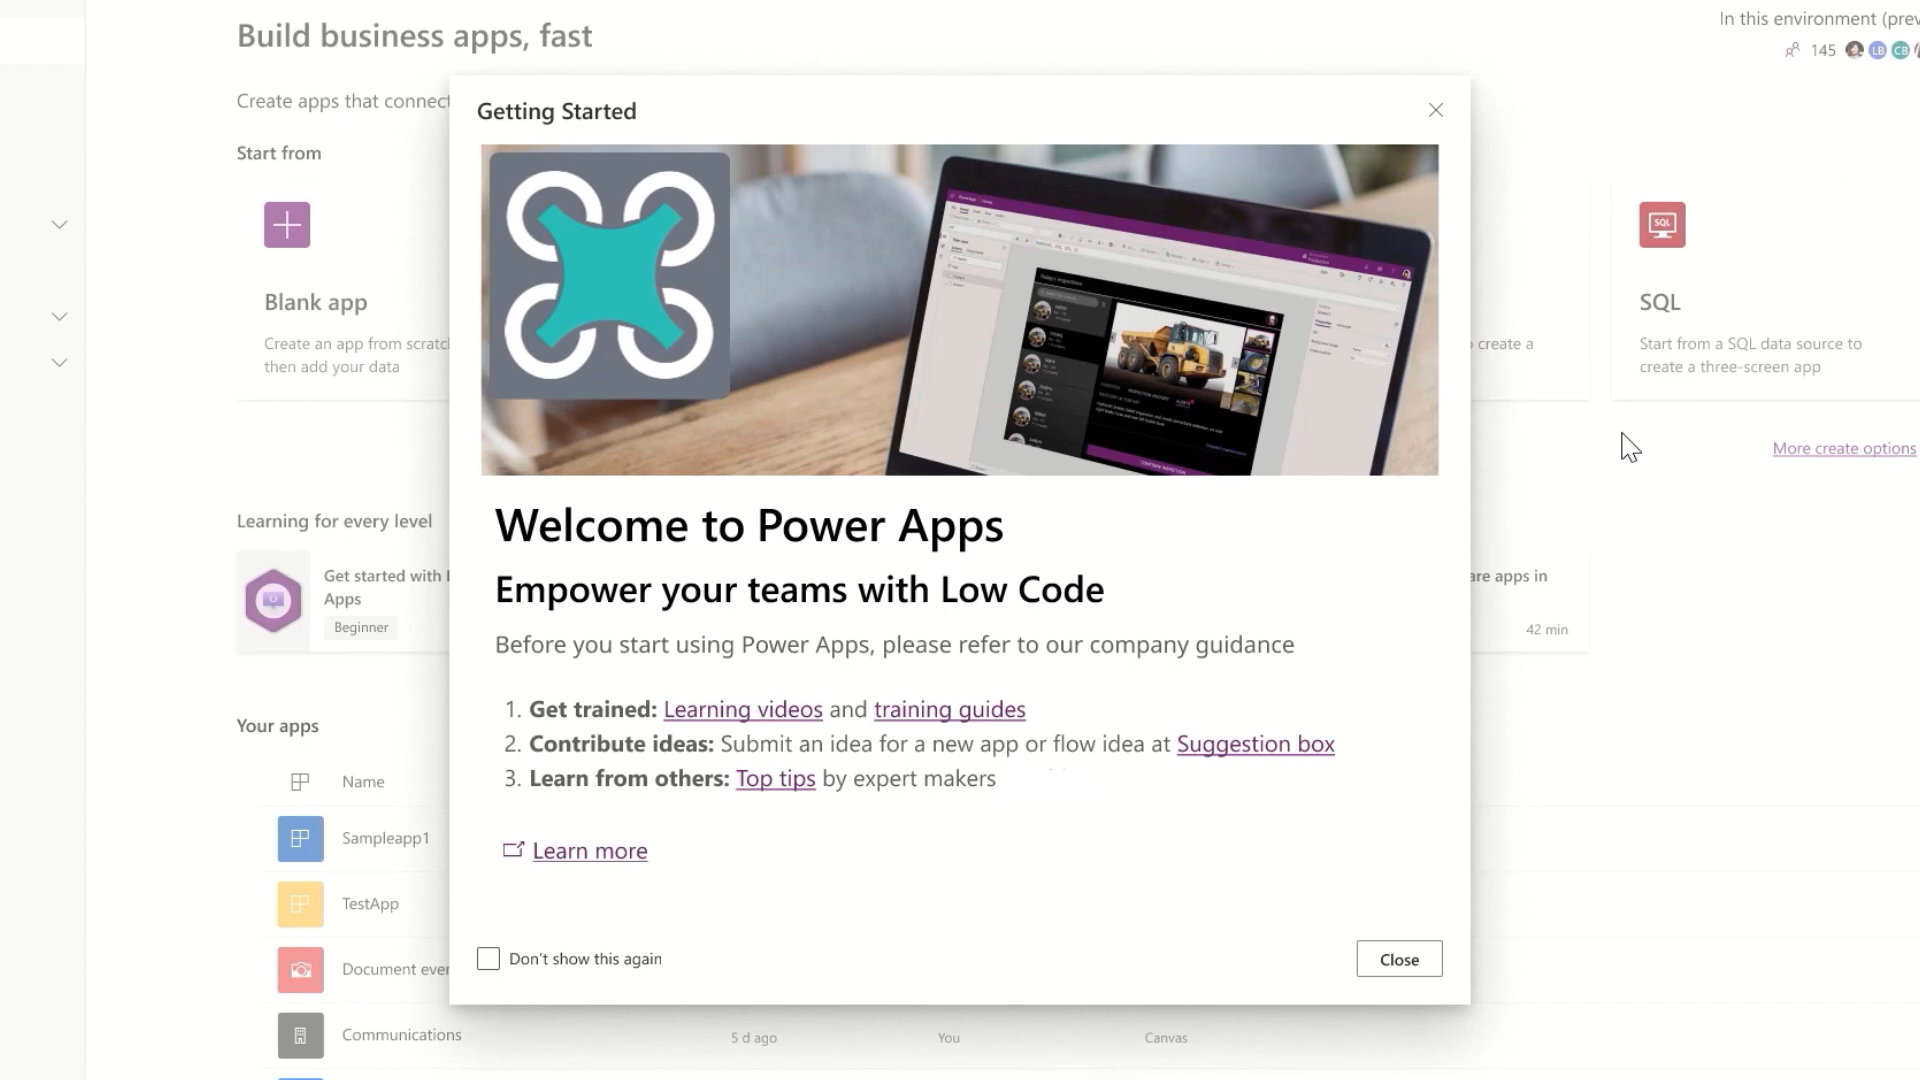 Build business apps, fast
In this environment (prev
145
LB
CB
Create apps that connect
Getting Started
Start from
SQL
Blank app
SQL
Create an app from scratch
then add your data
create a
Start from a SQL data source to
create a three-screen app
More create options
Welcome to Power Apps
Learning for every level
Empower your teams with Low Code
Get started with
Apps
Beginner
are apps in
42 min
Before you start using Power Apps, please refer to our company guidance
1. Get trained: Learning videos and training guides
2. Contribute ideas: Submit an idea for a new app or flow idea at Suggestion box
3. Learn from others: Top tips by expert makers
Learn more
Your apps
Name
Sampleapp1
TestApp
Document ever
Communications
5 d ago
You
Canvas
Don't show this again
Close